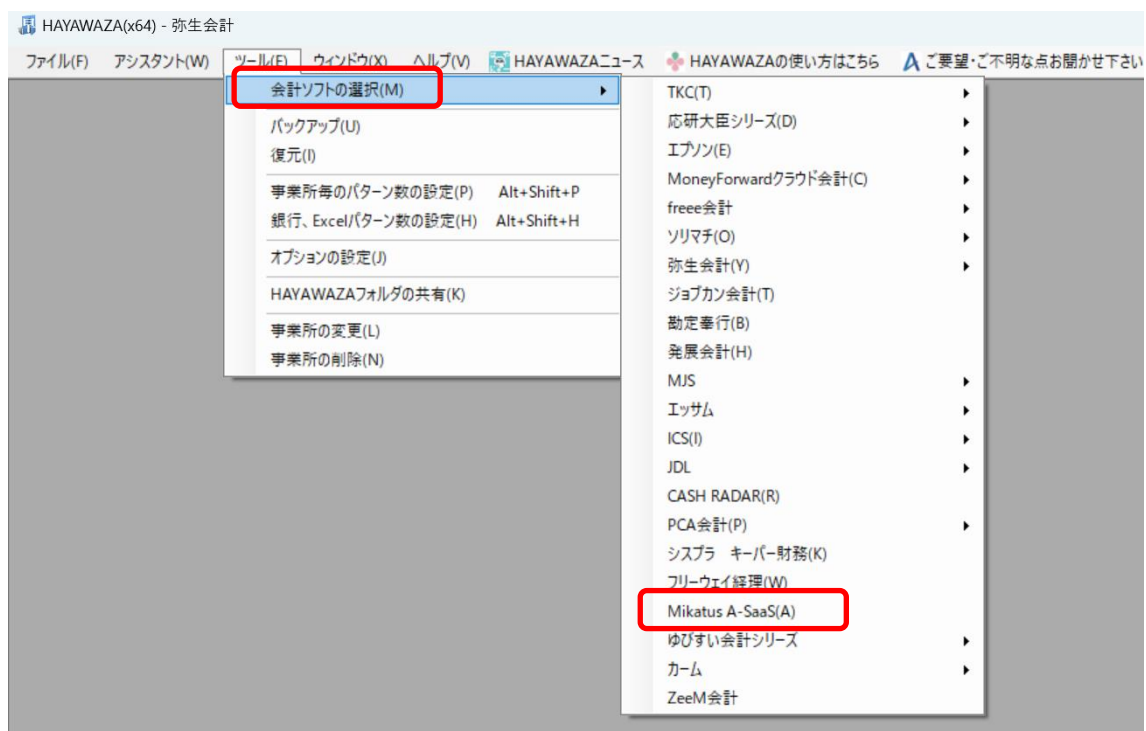 HAYAWAZA(x64) - 弥生会計
ファイル(F) アシスタント(W) ツール(F) ウィンドウ(X) ヘルプ(V) HAYAWAZAニュース HAYAWAZAの使い方はこちら ご要望・ご不明な点お聞かせ下さい
会計ソフトの選択(M)
バックアップ(U)
復元(I)
事業所毎のパターン数の設定(P) Alt+Shift+P
銀行、Excelパターン数の設定(H) Alt+Shift+H
オプションの設定(J)
HAYAWAZAフォルダの共有(K)
事業所の変更(L)
事業所の削除(N)
TKC(T)
応研大臣シリーズ(D)
エプソン(E)
MoneyForwardクラウド会計(C)
freee会計
ソリマチ(O)
弥生会計(Y)
ジョブカン会計(T)
勘定奉行(B)
発展会計(H)
MJS
エッサム
ICS(I)
JDL
CASH RADAR(R)
PCA会計(P)
シスプラ キーパー財務(K)
フリーウェイ経理(W)
Mikatus A-SaaS(A)
ゆびすい会計シリーズ
カーム
ZeeM会計